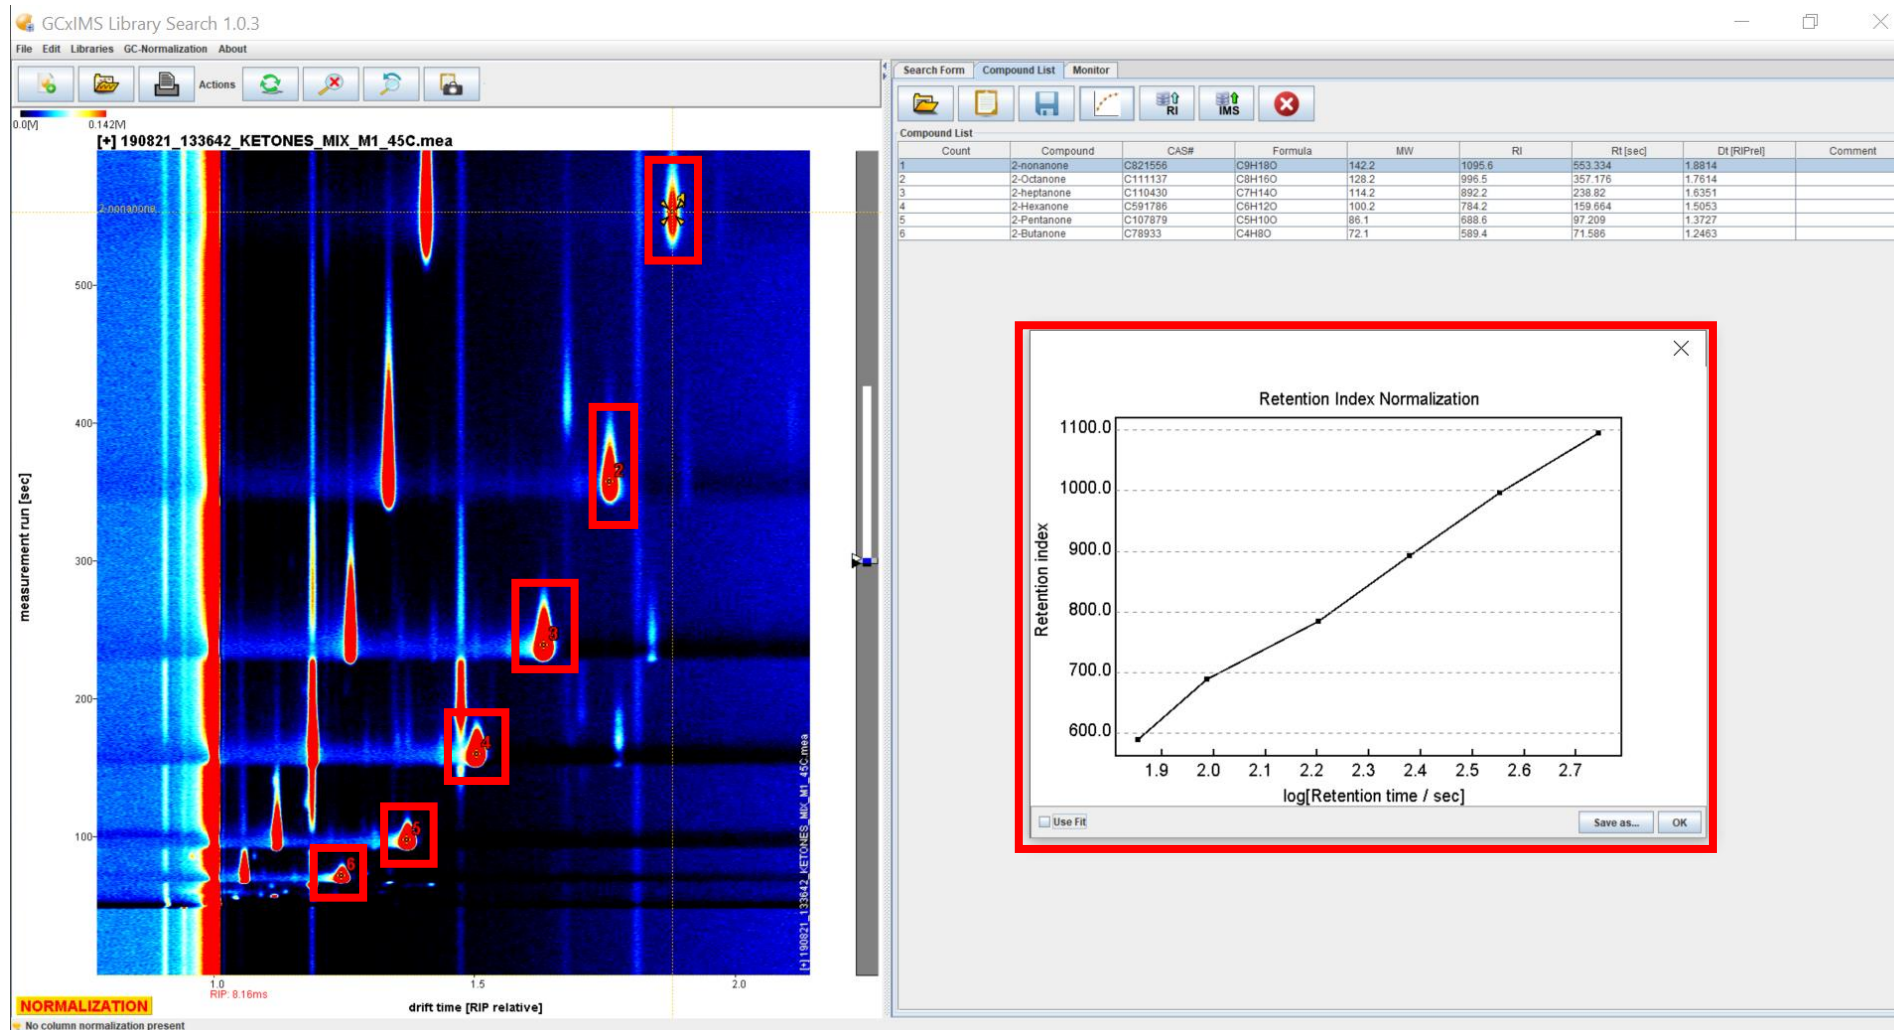 GCxIMS Library Search 1.0.3
File Edit Libraries GC-Normalization About
Actions
0.0[V] 0.142[V]
[+] 190821_133642_KETONES_MIX_M1_45C.mea
2-nonanone
500
400
300
200
100
measurement run [sec]
2
3
4
5
6
[+] 190821_133642_KETONES_MIX_M1_45C.mea
1.0 1.5 2.0
RIP: 8.16ms
drift time [RIP relative]
NORMALIZATION
No column normalization present
Search Form Compound List Monitor
RI IMS
Compound List
Count Compound CAS# Formula MW RI Rt [sec] Dt [RIPrel] Comment
1 2-nonanone C821556 C9H18O 142.2 1095.6 553.334 1.8814
2 2-Octanone C111137 C8H16O 128.2 996.5 357.176 1.7614
3 2-heptanone C110430 C7H14O 114.2 892.2 238.82 1.6351
4 2-Hexanone C591786 C6H12O 100.2 784.2 159.664 1.5053
5 2-Pentanone C107879 C5H10O 86.1 688.6 97.209 1.3727
6 2-Butanone C78933 C4H8O 72.1 589.4 71.586 1.2463
Retention Index Normalization
1100.0
1000.0
900.0
800.0
700.0
600.0
Retention index
1.9 2.0 2.1 2.2 2.3 2.4 2.5 2.6 2.7
log[Retention time / sec]
Use Fit Save as... OK